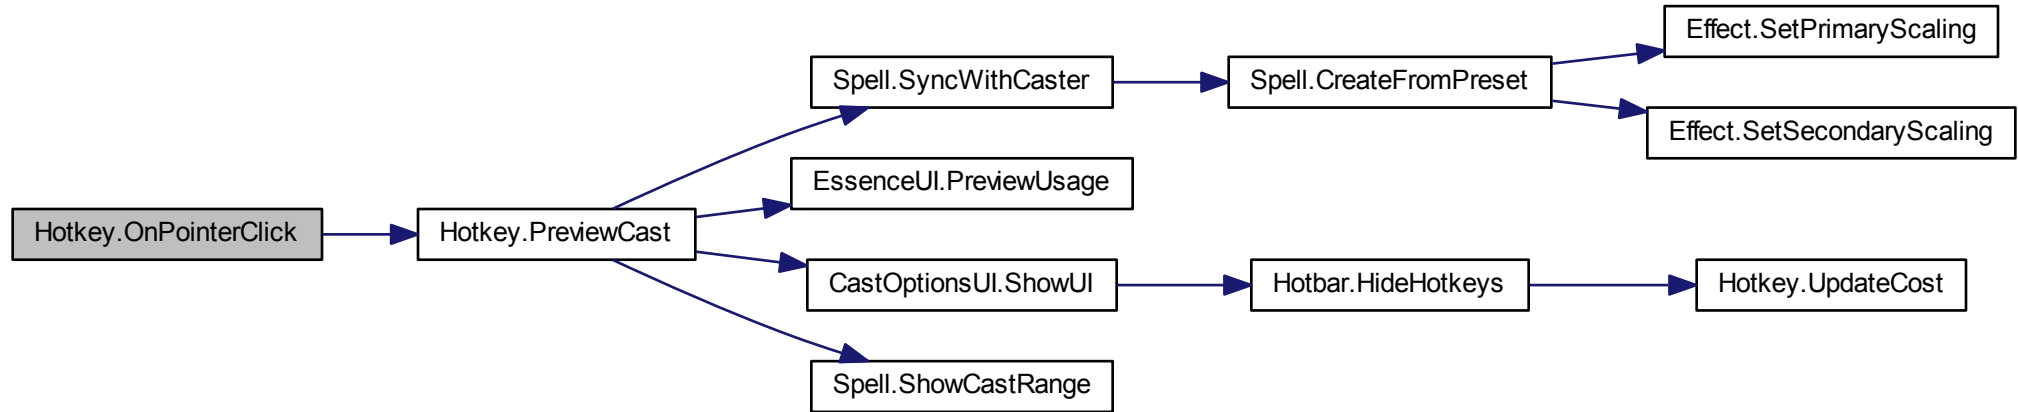 Hotkey.OnPointerClick
Hotkey.PreviewCast
Spell.SyncWithCaster
Spell.CreateFromPreset
Effect.SetPrimaryScaling
Effect.SetSecondaryScaling
EssenceUI.PreviewUsage
CastOptionsUI.ShowUI
Hotbar.HideHotkeys
Hotkey.UpdateCost
Spell.ShowCastRange